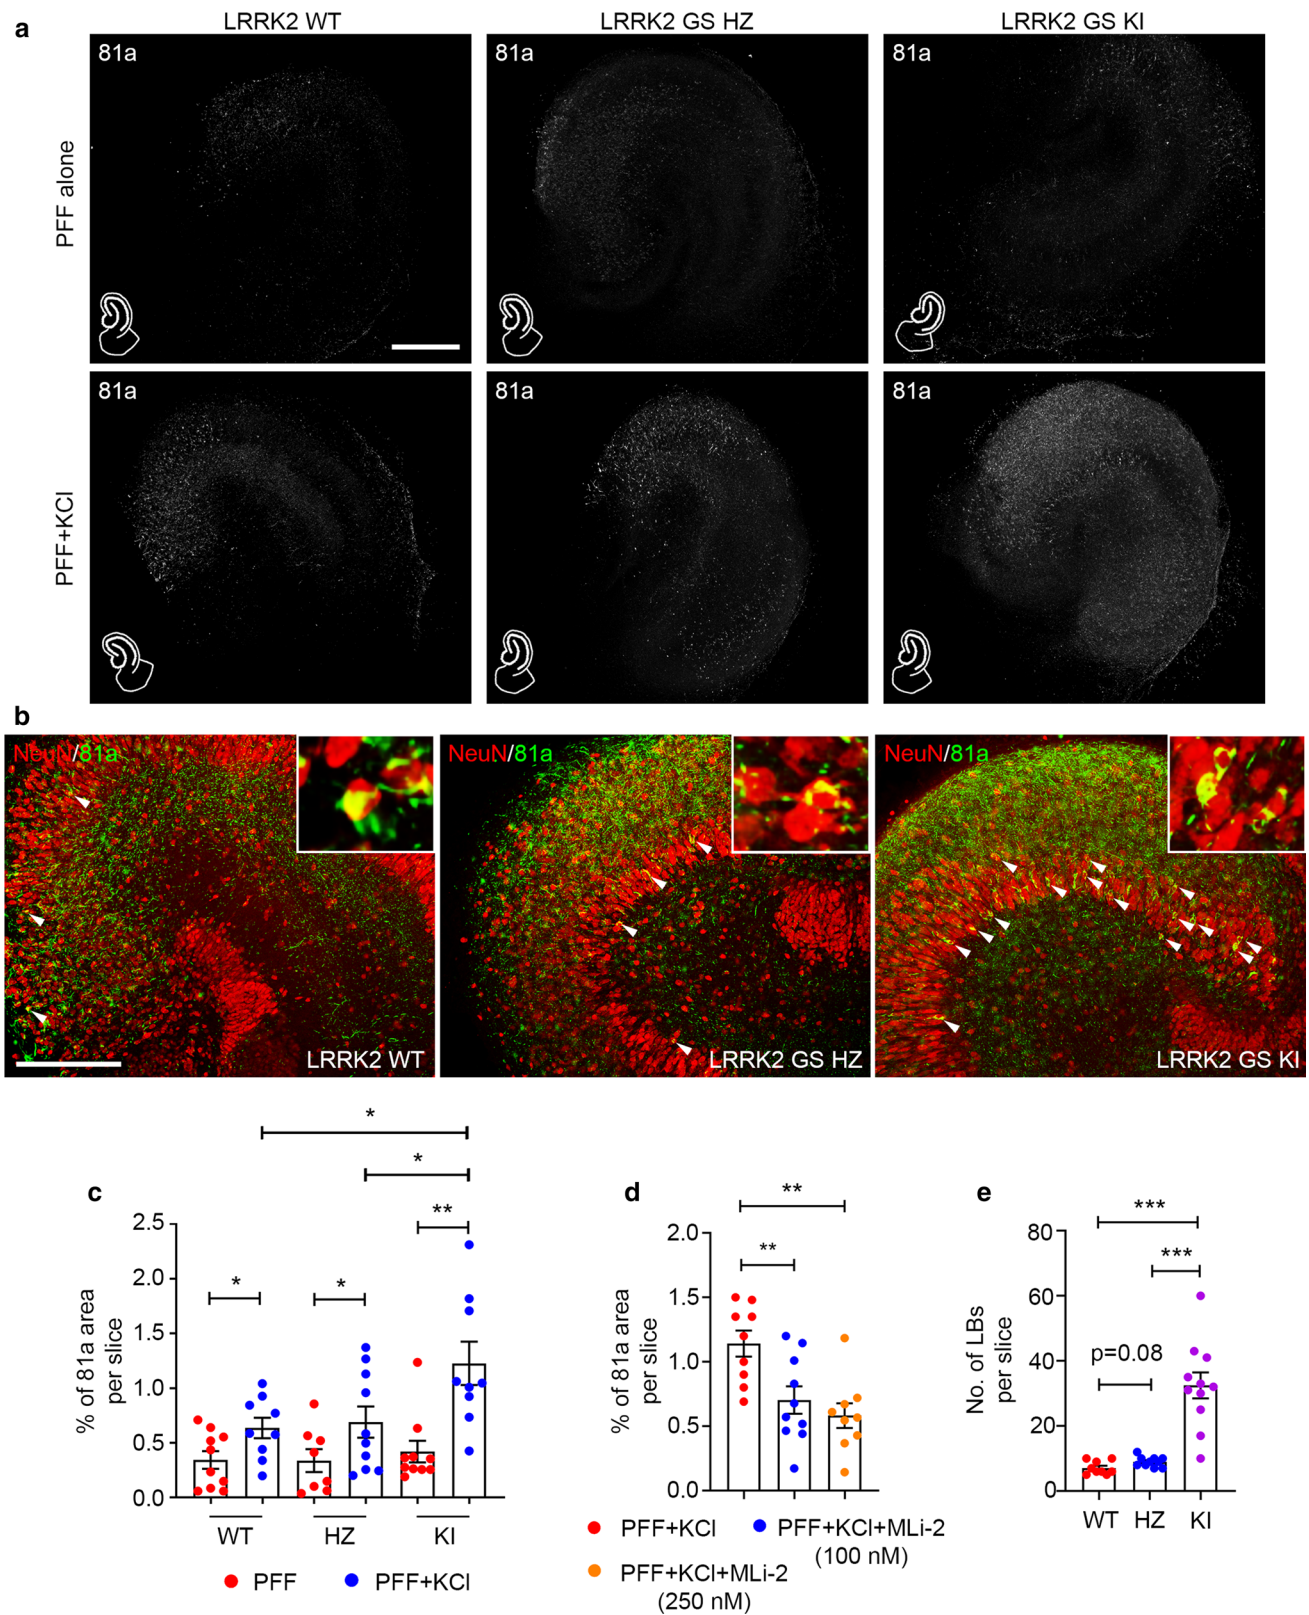 a
LRRK2 WT
LRRK2 GS HZ
LRRK2 GS KI
PFF alone
81a
81a
81a
PFF+KCl
81a
81a
81a
b
NeuN/81a
LRRK2 WT
NeuN/81a
LRRK2 GS HZ
NeuN/81a
LRRK2 GS KI
c
% of 81a area
per slice
2.5
2.0
1.5
1.0
0.5
0.0
*
*
**
*
*
WT
HZ
KI
PFF
PFF+KCl
d
% of 81a area
per slice
2.0
1.5
1.0
0.5
0.0
**
**
PFF+KCl
PFF+KCl+MLi-2
(100 nM)
PFF+KCl+MLi-2
(250 nM)
e
No. of LBs
per slice
80
60
40
20
0
***
***
p=0.08
WT
HZ
KI